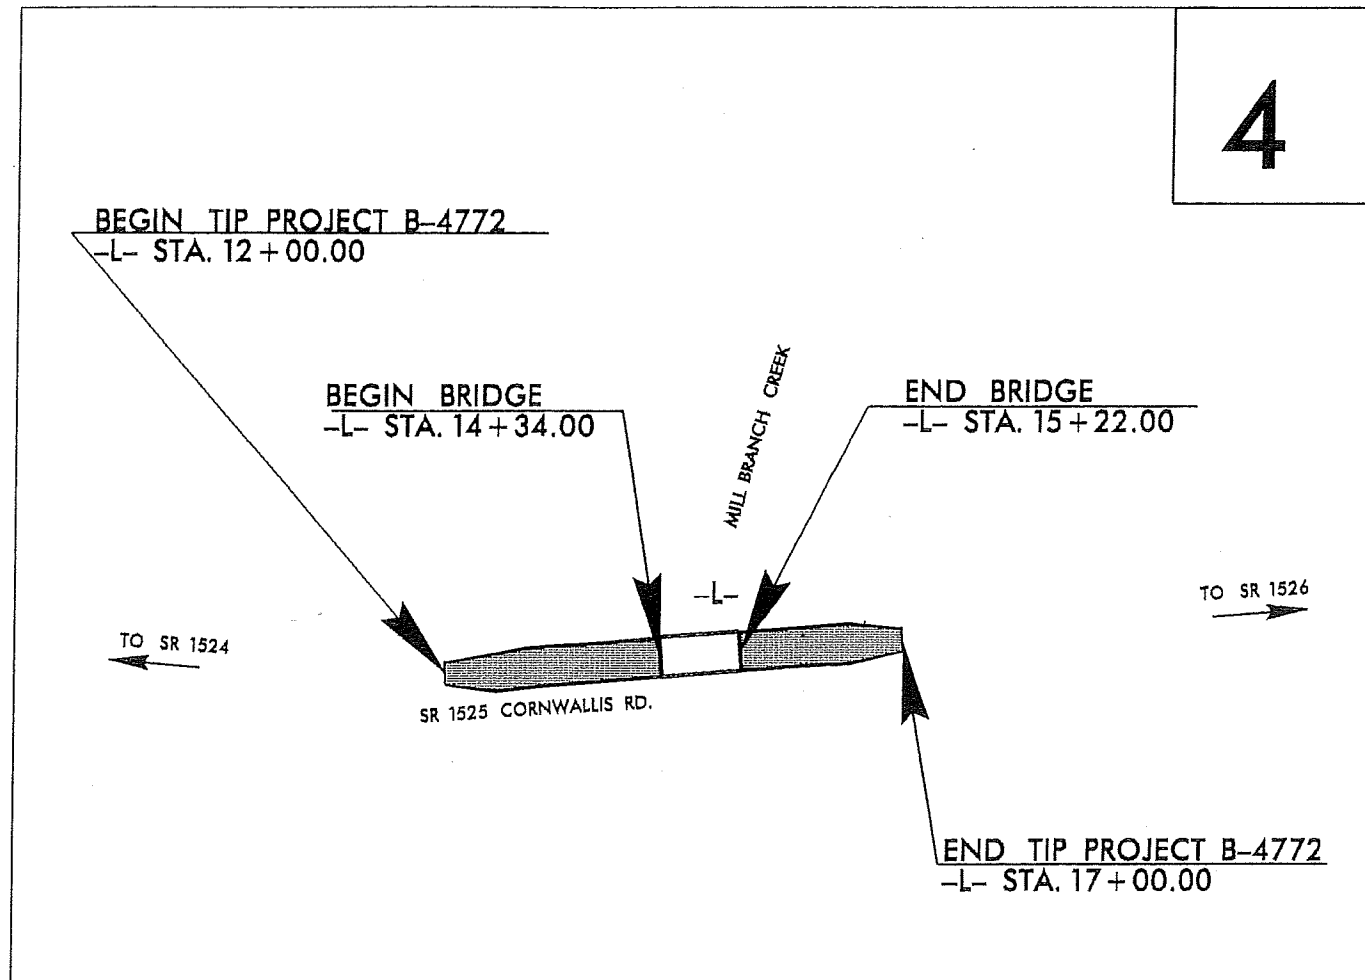 4
BEGIN TIP PROJECT B-4772
-L- STA. 12+00.00
BEGIN BRIDGE
-L- STA. 14+34.00
MILL BRANCH CREEK
END BRIDGE
-L- STA. 15+22.00
-L-
TO SR 1526
TO SR 1524
SR 1525 CORNWALLIS RD.
END TIP PROJECT B-4772
-L- STA. 17+00.00